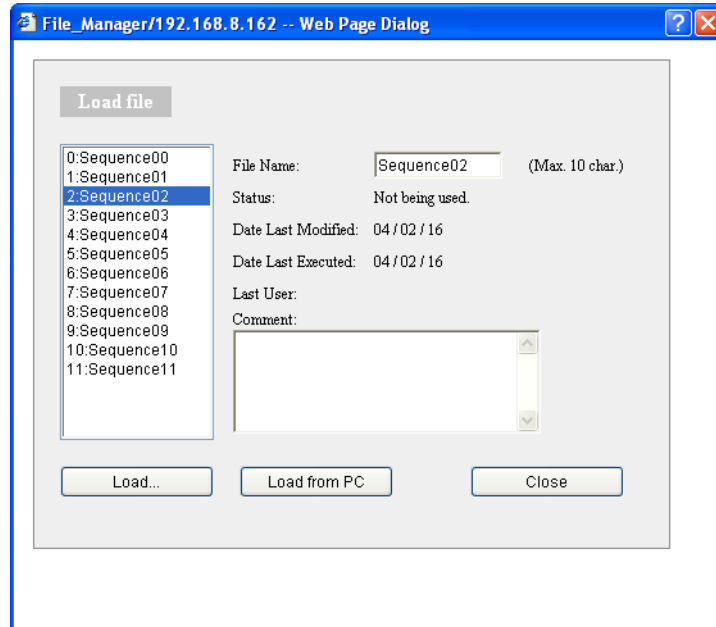 File_Manager/192.168.8.162 -- Web Page Dialog
Load file
0:Sequence00
1:Sequence01
2:Sequence02
3:Sequence03
4:Sequence04
5:Sequence05
6:Sequence06
7:Sequence07
8:Sequence08
9:Sequence09
10:Sequence10
11:Sequence11
File Name: Sequence02 (Max. 10 char.)
Status: Not being used.
Date Last Modified: 04 / 02 / 16
Date Last Executed: 04 / 02 / 16
Last User:
Comment:
Load... Load from PC Close